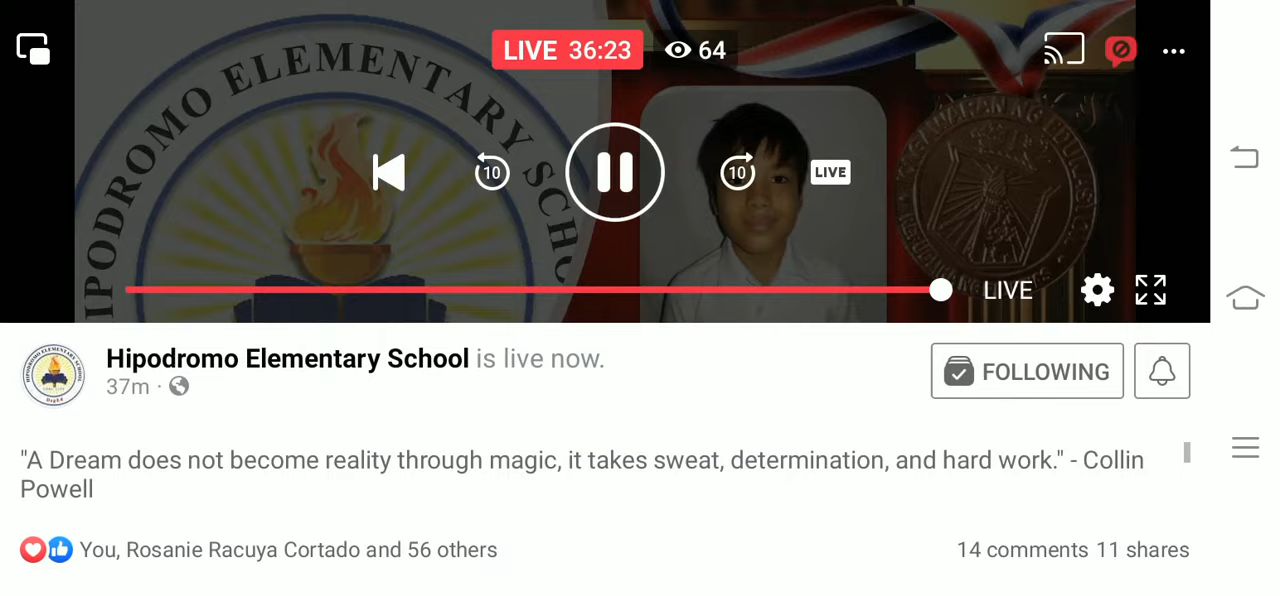 LIVE 36:23 64
HIPODROMO ELEMENTARY SCHO
10 10 LIVE
LIVE
Hipodromo Elementary School is live now.
37m ·
FOLLOWING
"A Dream does not become reality through magic, it takes sweat, determination, and hard work." - Collin
Powell
You, Rosanie Racuya Cortado and 56 others
14 comments 11 shares